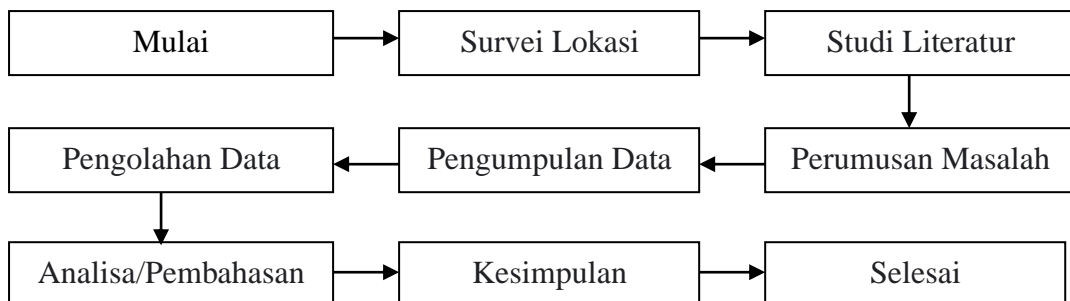 Mulai
Survei Lokasi
Studi Literatur
Perumusan Masalah
Pengumpulan Data
Pengolahan Data
Analisa/Pembahasan
Kesimpulan
Selesai